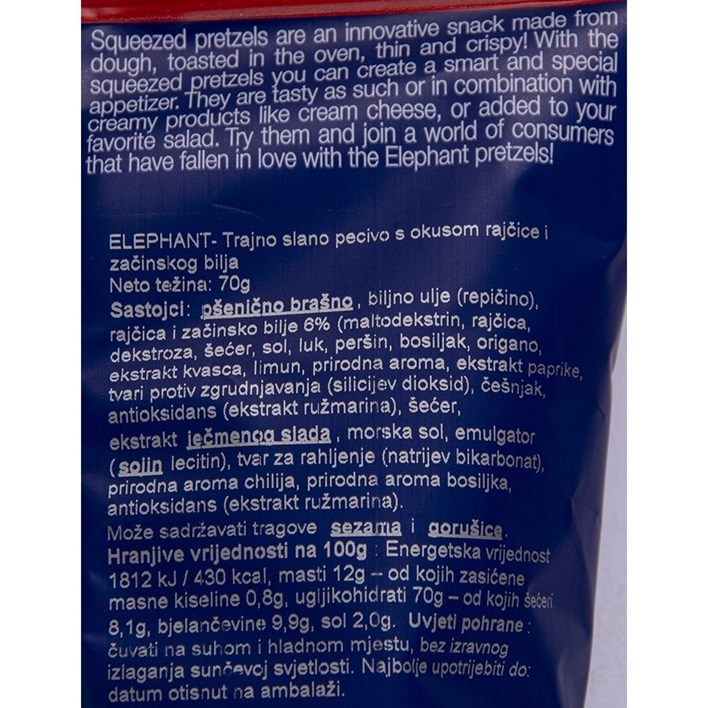 Squeezed pretzels are an innovative snack made from
dough, toasted in the oven, thin and crispy! With the
squeezed pretzels you can create a smart and special
appetizer. They are tasty as such or in combination with
creamy products like cream cheese, or added to your
favorite salad. Try them and join a world of consumers
that have fallen in love with the Elephant pretzels!
ELEPHANT- Trajno slano pecivo s okusom rajčice i
začinskog bilja
Neto težina: 70g
Sastojci: pšenično brašno, biljno ulje (repičino),
rajčica i začinsko bilje 6% (maltodekstrin, rajčica,
dekstroza, šećer, sol, luk, peršin, bosiljak, origano,
ekstrakt kvasca, limun, prirodna aroma, ekstrakt paprike,
tvari protiv zgrudnjavanja (silicijev dioksid), češnjak,
antioksidans (ekstrakt ružmarina), šećer,
ekstrakt ječmenog slada, morska sol, emulgator
(sojin lecitin), tvar za rahljenje (natrijev bikarbonat),
prirodna aroma chilija, prirodna aroma bosiljka,
antioksidans (ekstrakt ružmarina).
Može sadržavati tragove sezama i gorušice.
Hranjive vrijednosti na 100g : Energetska vrijednost
1812 kJ / 430 kcal, masti 12g – od kojih zasićene
masne kiseline 0,8g, ugljikohidrati 70g – od kojih šećeri
8,1g, bjelančevine 9,9g, sol 2,0g. Uvjeti pohrane :
čuvati na suhom i hladnom mjestu, bez izravnog
izlaganja sunčevoj svjetlosti. Najbolje upotrijebiti do:
datum otisnut na ambalaži.